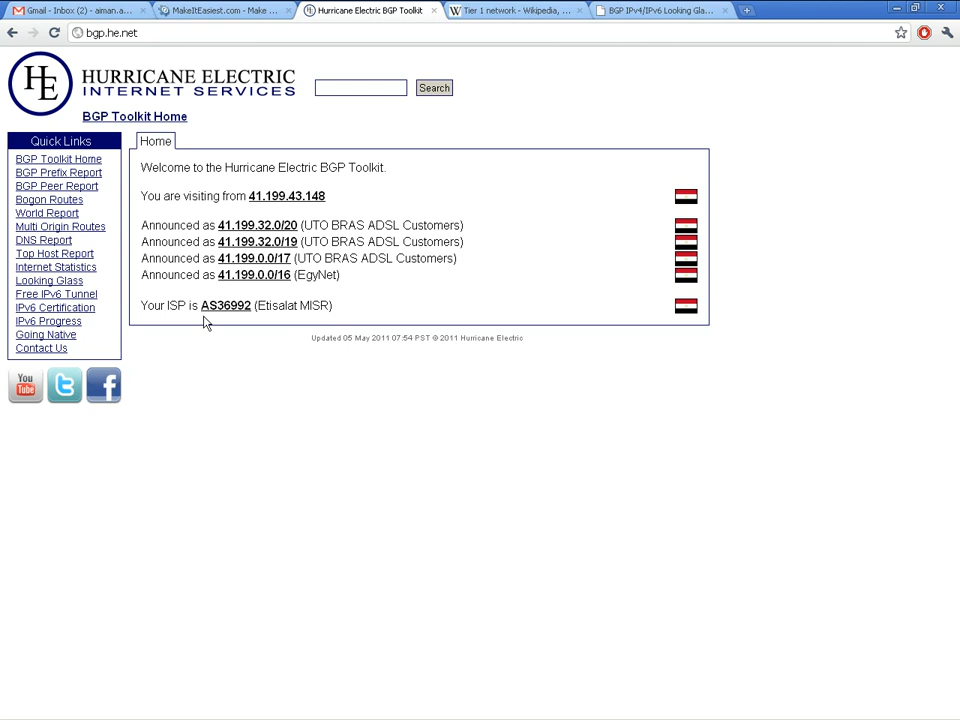 Gmail - Inbox (2) - aiman.a...
MakeItEasiest.com - Make ...
Hurricane Electric BGP Toolkit
Tier 1 network - Wikipedia, ...
BGP IPv4/IPv6 Looking Gla...
bgp.he.net
HE
HURRICANE ELECTRIC
INTERNET SERVICES
Search
BGP Toolkit Home
Quick Links
BGP Toolkit Home
BGP Prefix Report
BGP Peer Report
Bogon Routes
World Report
Multi Origin Routes
DNS Report
Top Host Report
Internet Statistics
Looking Glass
Free IPv6 Tunnel
IPv6 Certification
IPv6 Progress
Going Native
Contact Us
You Tube
Home
Welcome to the Hurricane Electric BGP Toolkit.
You are visiting from 41.199.43.148
Announced as 41.199.32.0/20 (UTO BRAS ADSL Customers)
Announced as 41.199.32.0/19 (UTO BRAS ADSL Customers)
Announced as 41.199.0.0/17 (UTO BRAS ADSL Customers)
Announced as 41.199.0.0/16 (EgyNet)
Your ISP is AS36992 (Etisalat MISR)
Updated 05 May 2011 07:54 PST © 2011 Hurricane Electric